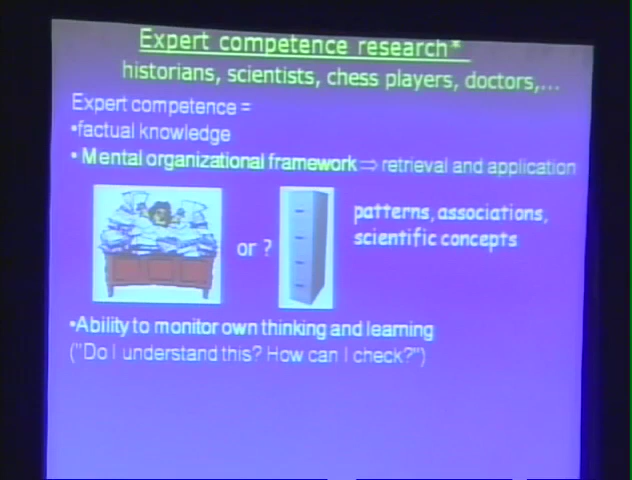 Expert competence research*
historians, scientists, chess players, doctors,...
Expert competence =
•factual knowledge
• Mental organizational framework ⇒ retrieval and application
patterns, associations,
scientific concepts
or ?
•Ability to monitor own thinking and learning
("Do I understand this? How can I check?")